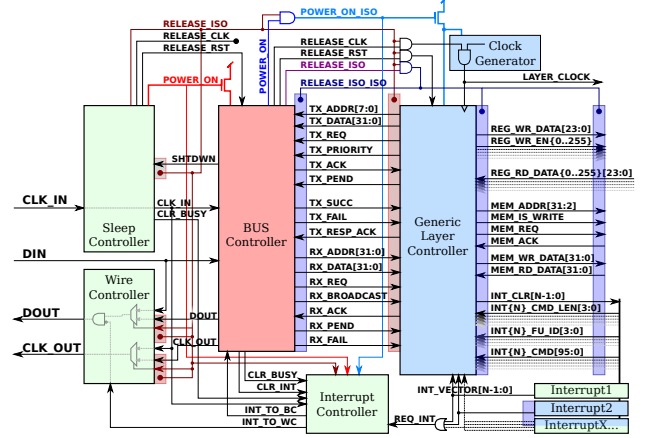 POWER_ON_ISO
RELEASE_ISO
RELEASE_CLK
RELEASE_RST
POWER_ON
POWER_ON
RELEASE_CLK
RELEASE_RST
RELEASE_ISO
RELEASE_ISO_ISO
Clock
Generator
LAYER_CLOCK
TX_ADDR[7:0]
TX_DATA[31:0]
TX_REQ
TX_PRIORITY
TX_ACK
TX_PEND
TX_SUCC
TX_FAIL
TX_RESP_ACK
RX_ADDR[31:0]
RX_DATA[31:0]
RX_REQ
RX_BROADCAST
RX_ACK
RX_PEND
RX_FAIL
REG_WR_DATA[23:0]
REG_WR_EN{0..255}
REG_RD_DATA{0..255}[23:0]
MEM_ADDR[31:2]
MEM_IS_WRITE
MEM_REQ
MEM_ACK
MEM_WR_DATA[31:0]
MEM_RD_DATA[31:0]
INT_CLR[N-1:0]
INT{N}_CMD_LEN[3:0]
INT{N}_FU_ID[3:0]
INT{N}_CMD[95:0]
SHTDWN
CLK_IN
CLK_IN
CLR_BUSY
Sleep
Controller
BUS
Controller
Generic
Layer
Controller
DIN
Wire
Controller
DOUT
DOUT
CLK_OUT
CLK_OUT
CLR_BUSY
CLR_INT
INT_TO_BC
INT_TO_WC
Interrupt
Controller
INT_VECTOR[N-1:0]
REQ_INT
Interrupt1
Interrupt2
InterruptX...